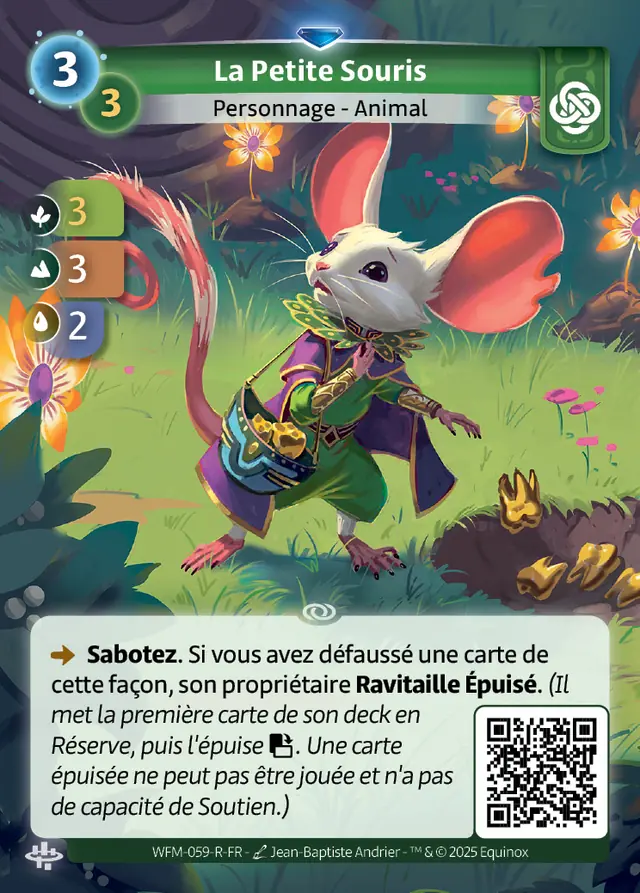 3
La Petite Souris
3
Personnage - Animal
3
3
2
Sabotez. Si vous avez défaussé une carte de
cette façon, son propriétaire Ravitaille Épuisé. (Il
met la première carte de son deck en
Réserve, puis l'épuise. Une carte
épuisée ne peut pas être jouée et n'a pas
de capacité de Soutien.)
WFM-059-R-FR - Jean-Baptiste Andrier - ™ & © 2025 Equinox